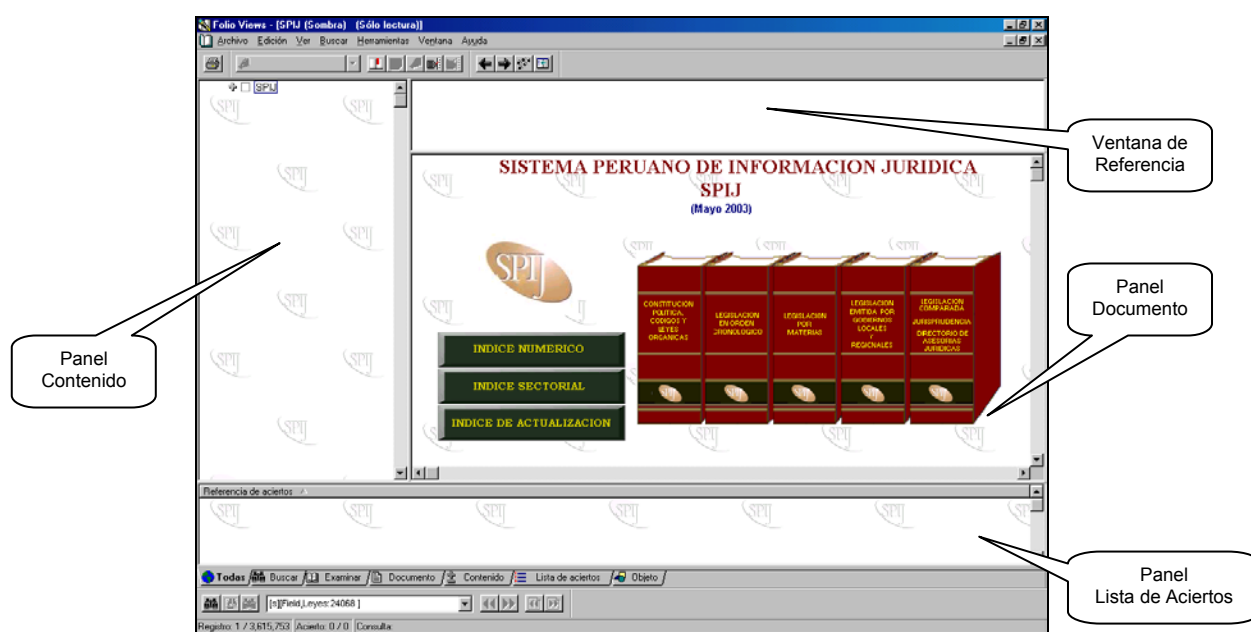 Folio Views - [SPIJ (Sombra) (Sólo lectura)]
Archivo Edición Ver Buscar Herramientas Ventana Ayuda
SPIJ
SISTEMA PERUANO DE INFORMACION JURIDICA
SPIJ
(Mayo 2003)
SPIJ
INDICE NUMERICO
INDICE SECTORIAL
INDICE DE ACTUALIZACION
CONSTITUCION
POLITICA,
CODIGOS Y
LEYES
ORGANICAS
LEGISLACION
EN ORDEN
CRONOLOGICO
LEGISLACION
POR
MATERIAS
LEGISLACION
EMITIDA POR
GOBIERNOS
LOCALES
Y
REGIONALES
LEGISLACION
COMPARADA
JURISPRUDENCIA
DIRECTORIO DE
ASESORIAS
JURIDICAS
Ventana de
Referencia
Panel
Documento
Panel
Contenido
Referencia de aciertos
Panel
Lista de Aciertos
Todas Buscar Examinar Documento Contenido Lista de aciertos Objeto
[s][Field,Leyes:24068 ]
Registro: 1 / 3,615,753 Acierto: 0 / 0 Consulta: